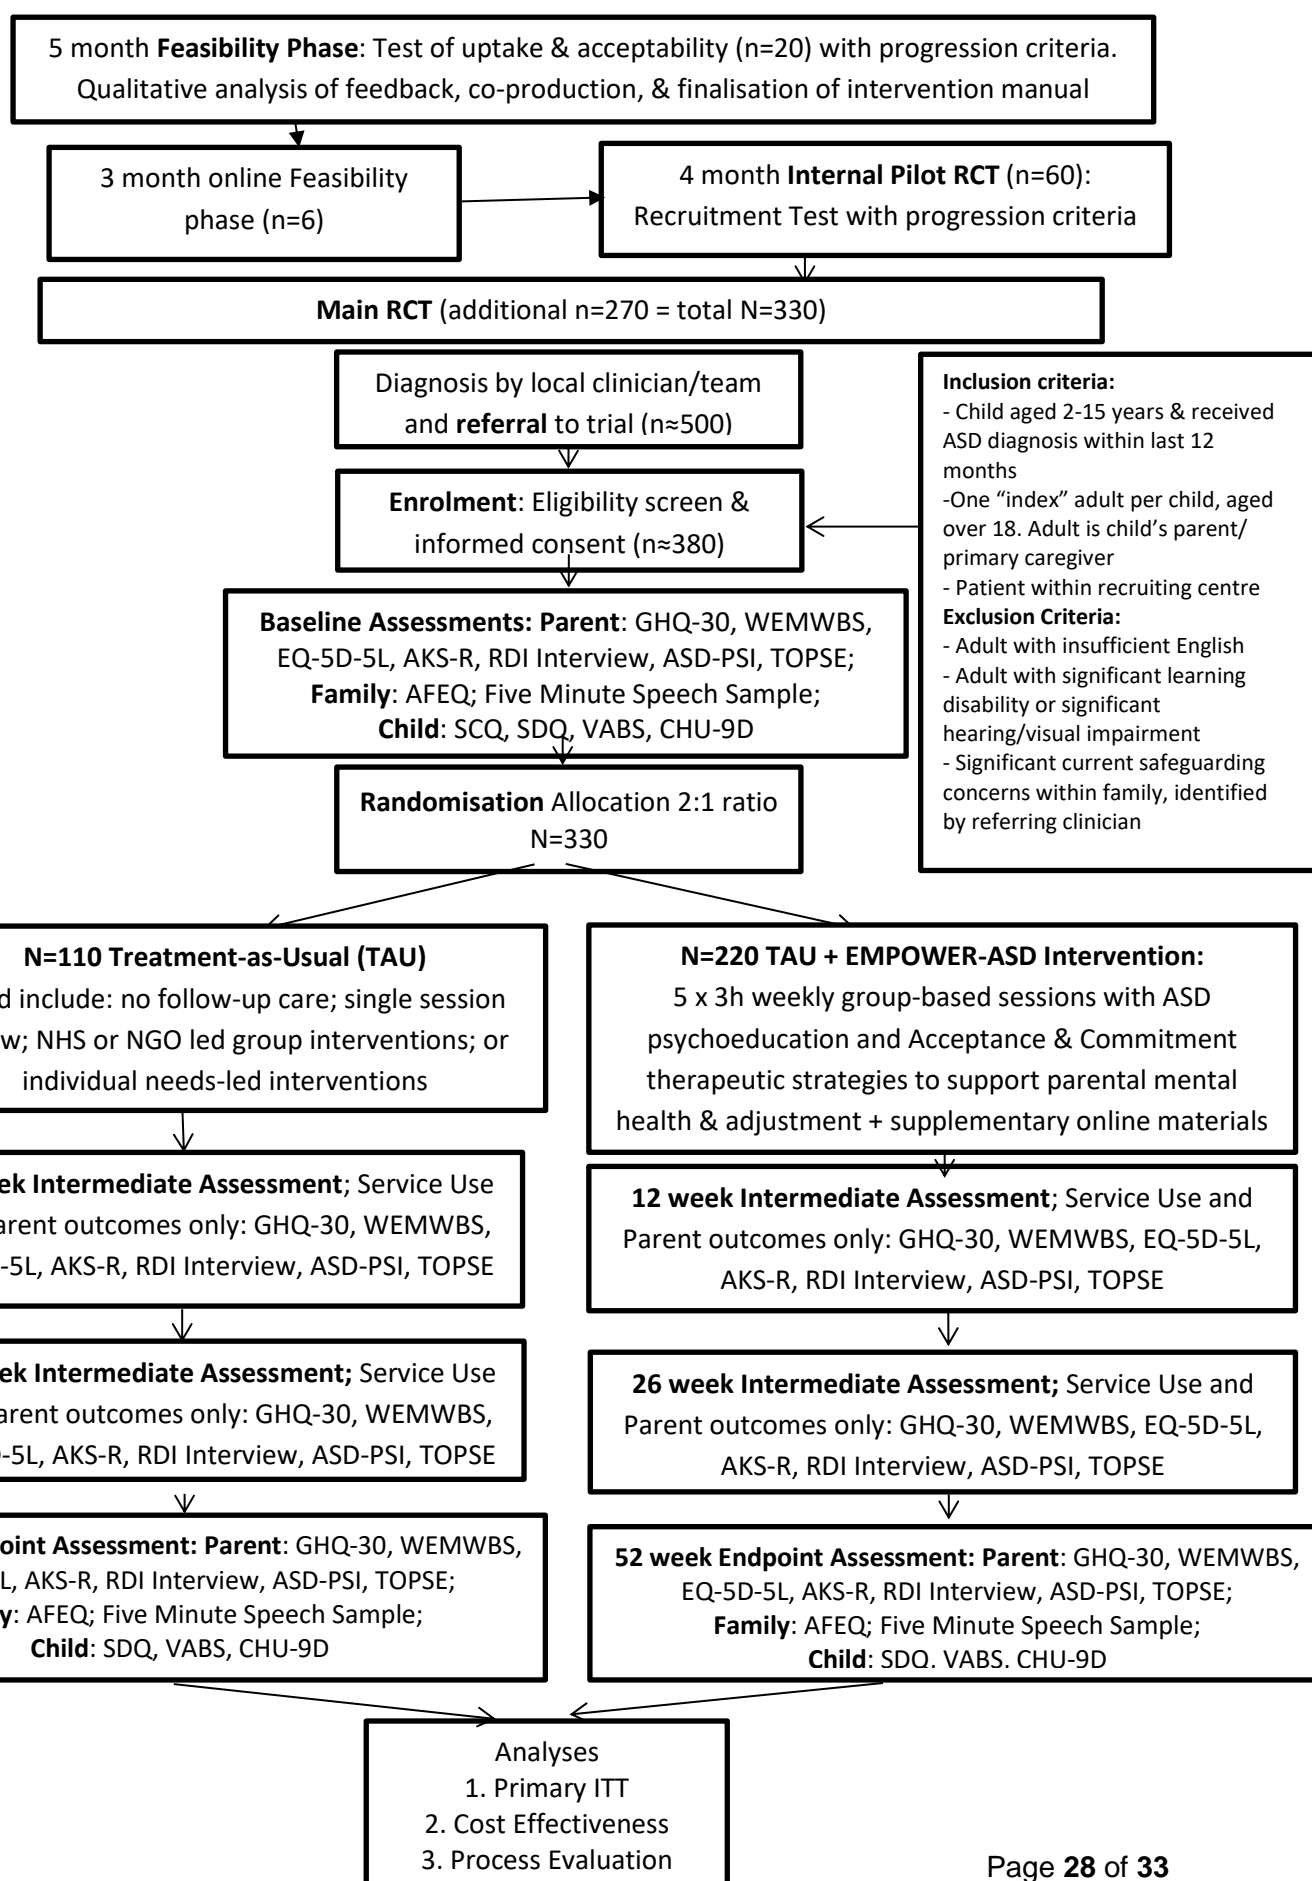 5 month Feasibility Phase: Test of uptake & acceptability (n=20) with progression criteria.
Qualitative analysis of feedback, co-production, & finalisation of intervention manual
3 month online Feasibility
phase (n=6)
4 month Internal Pilot RCT (n=60):
Recruitment Test with progression criteria
Main RCT (additional n=270 = total N=330)
Diagnosis by local clinician/team
and referral to trial (n≈500)
Enrolment: Eligibility screen &
informed consent (n≈380)
Inclusion criteria:
- Child aged 2-15 years & received
ASD diagnosis within last 12
months
-One “index” adult per child, aged
over 18. Adult is child’s parent/
primary caregiver
- Patient within recruiting centre
Exclusion Criteria:
- Adult with insufficient English
- Adult with significant learning
disability or significant
hearing/visual impairment
- Significant current safeguarding
concerns within family, identified
by referring clinician
Baseline Assessments: Parent: GHQ-30, WEMWBS,
EQ-5D-5L, AKS-R, RDI Interview, ASD-PSI, TOPSE;
Family: AFEQ; Five Minute Speech Sample;
Child: SCQ, SDQ, VABS, CHU-9D
Randomisation Allocation 2:1 ratio
N=330
N=110 Treatment-as-Usual (TAU)
include: no follow-up care; single session
NHS or NGO led group interventions; or
individual needs-led interventions
N=220 TAU + EMPOWER-ASD Intervention:
5 x 3h weekly group-based sessions with ASD
psychoeducation and Acceptance & Commitment
therapeutic strategies to support parental mental
health & adjustment + supplementary online materials
Intermediate Assessment; Service Use
outcomes only: GHQ-30, WEMWBS,
-5L, AKS-R, RDI Interview, ASD-PSI, TOPSE
12 week Intermediate Assessment; Service Use and
Parent outcomes only: GHQ-30, WEMWBS, EQ-5D-5L,
AKS-R, RDI Interview, ASD-PSI, TOPSE
Intermediate Assessment; Service Use
outcomes only: GHQ-30, WEMWBS,
-5L, AKS-R, RDI Interview, ASD-PSI, TOPSE
26 week Intermediate Assessment; Service Use and
Parent outcomes only: GHQ-30, WEMWBS, EQ-5D-5L,
AKS-R, RDI Interview, ASD-PSI, TOPSE
Assessment: Parent: GHQ-30, WEMWBS,
AKS-R, RDI Interview, ASD-PSI, TOPSE;
AFEQ; Five Minute Speech Sample;
Child: SDQ, VABS, CHU-9D
52 week Endpoint Assessment: Parent: GHQ-30, WEMWBS,
EQ-5D-5L, AKS-R, RDI Interview, ASD-PSI, TOPSE;
Family: AFEQ; Five Minute Speech Sample;
Child: SDQ, VABS, CHU-9D
Analyses
1. Primary ITT
2. Cost Effectiveness
3. Process Evaluation
Page 28 of 33